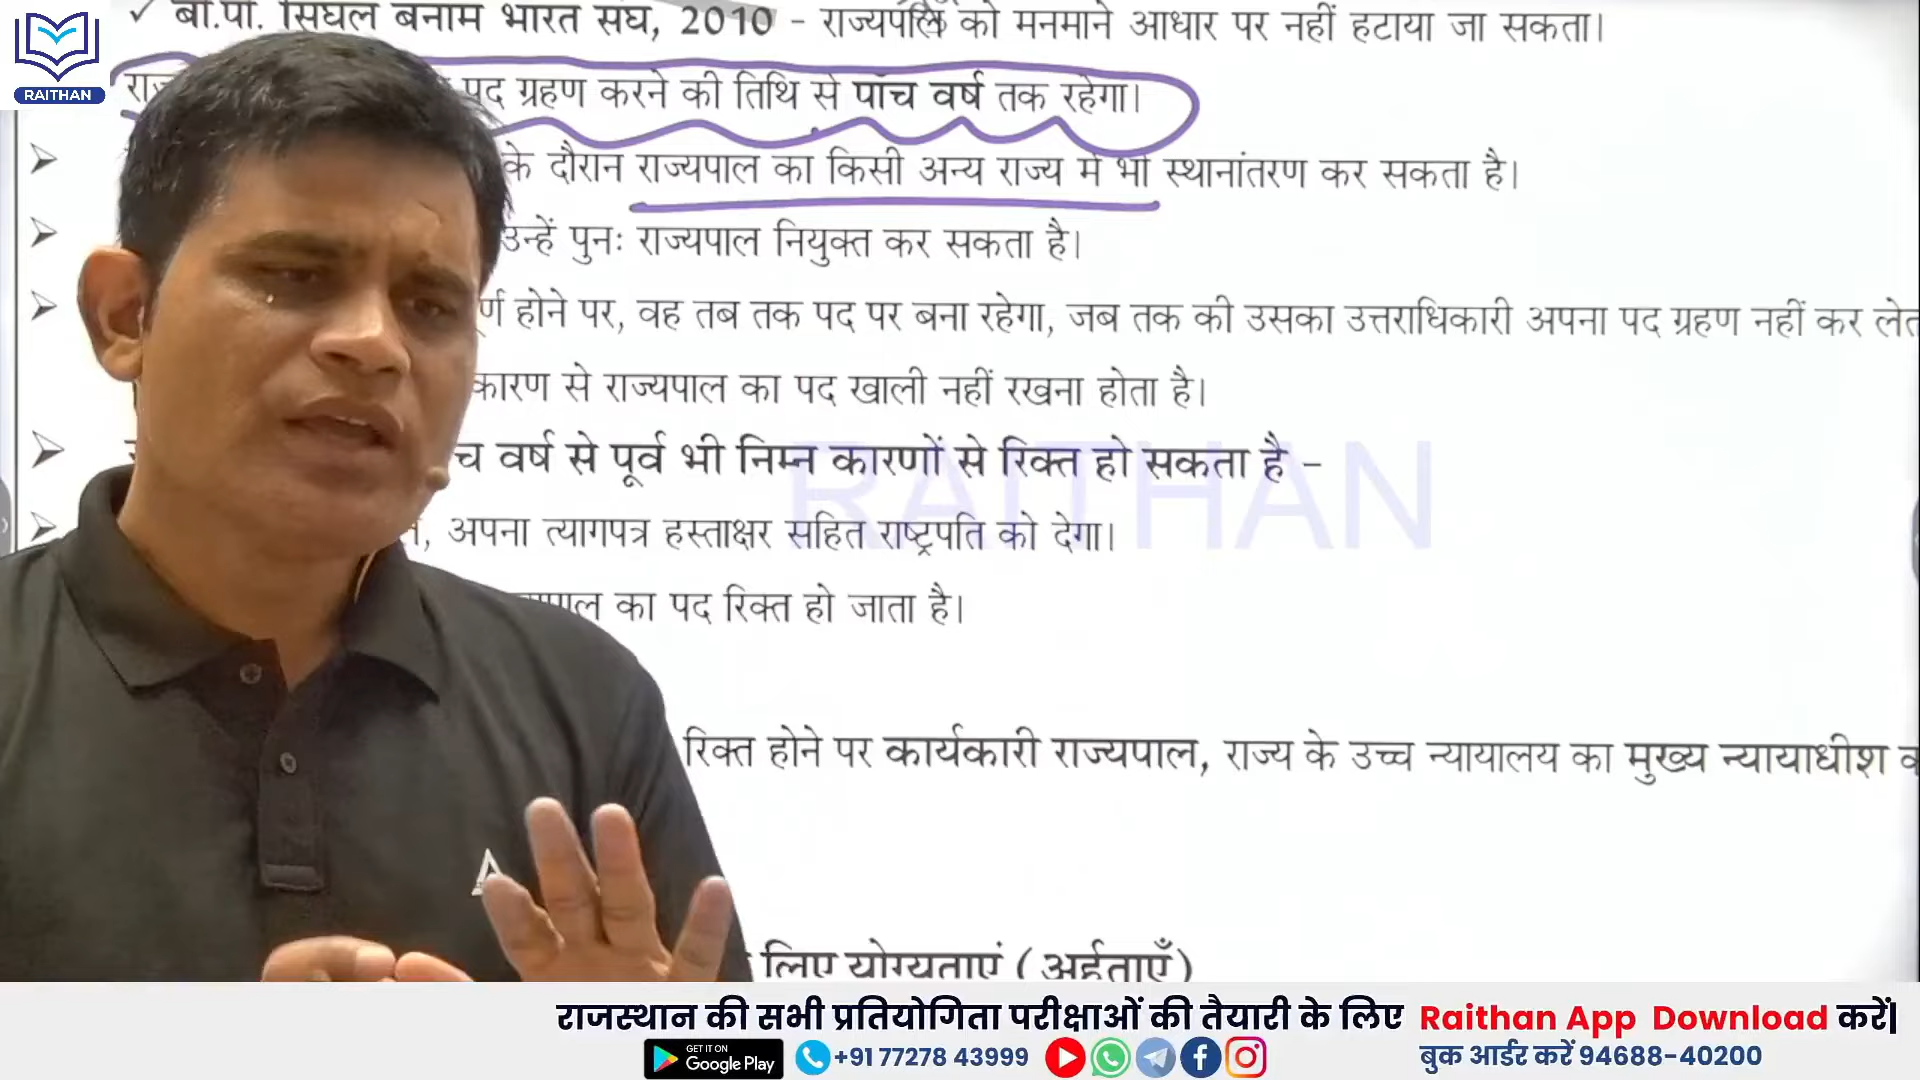 ✓ बी.पी. सिंघल बनाम भारत संघ, 2010 - राज्यपाल को मनमाने आधार पर नहीं हटाया जा सकता।
RAITHAN
पद ग्रहण करने की तिथि से पाँच वर्ष तक रहेगा।
के दौरान राज्यपाल का किसी अन्य राज्य में भी स्थानांतरण कर सकता है।
उन्हें पुनः राज्यपाल नियुक्त कर सकता है।
होने पर, वह तब तक पद पर बना रहेगा, जब तक की उसका उत्तराधिकारी अपना पद ग्रहण नहीं कर
कारण से राज्यपाल का पद खाली नहीं रखना होता है।
वर्ष से पूर्व भी निम्न कारणों से रिक्त हो सकता है -
RAITHAN
अपना त्यागपत्र हस्ताक्षर सहित राष्ट्रपति को देगा।
का पद रिक्त हो जाता है।
रिक्त होने पर कार्यकारी राज्यपाल, राज्य के उच्च न्यायालय का मुख्य न्यायाधीश
लिए योग्यताएं ( अर्हताएँ )
राजस्थान की सभी प्रतियोगिता परीक्षाओं की तैयारी के लिए Raithan App Download करें|
GET IT ON
Google Play
+91 77278 43999
बुक आर्डर करें 94688-40200